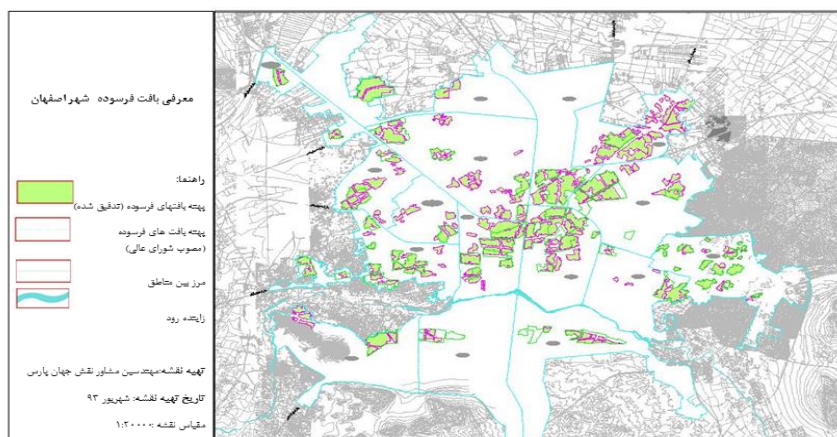 معرفی بافت فرسوده شهر اصفهان
راهنما:
پهنه بافتهای فرسوده (تدقیق شده)
پهنه بافت های فرسوده
(مصوب شورای عالی)
مرز بین مناطق
زاینده رود
تهیه نقشه:مهندسین مشاور نقش جهان پارس
تاریخ تهیه نقشه: شهریور ۹۳
مقیاس نقشه :۱:۲۰۰۰۰